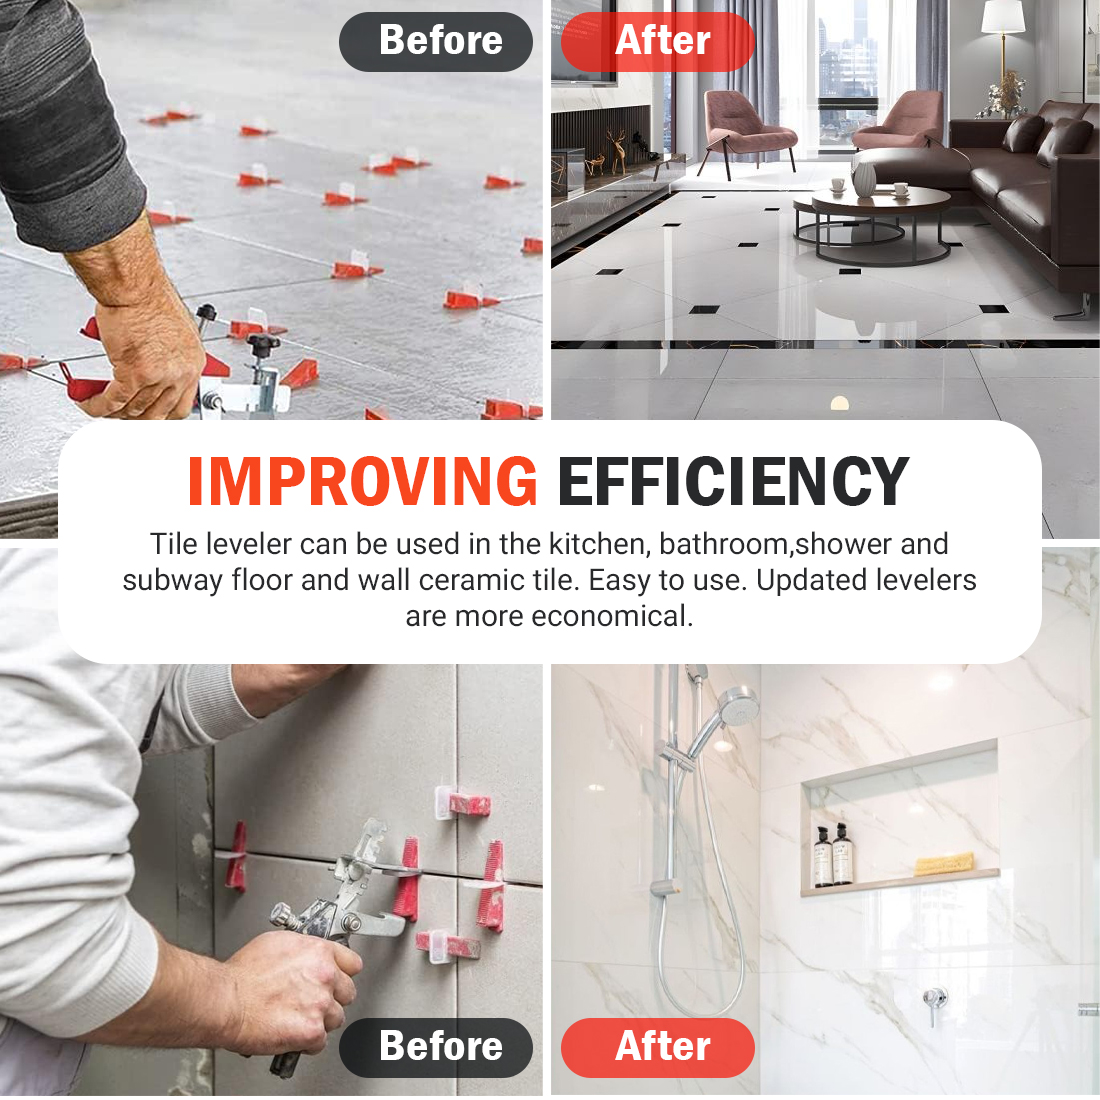 Before
After
IMPROVING EFFICIENCY
Tile leveler can be used in the kitchen, bathroom,shower and
subway floor and wall ceramic tile. Easy to use. Updated levelers
are more economical.
Before
After